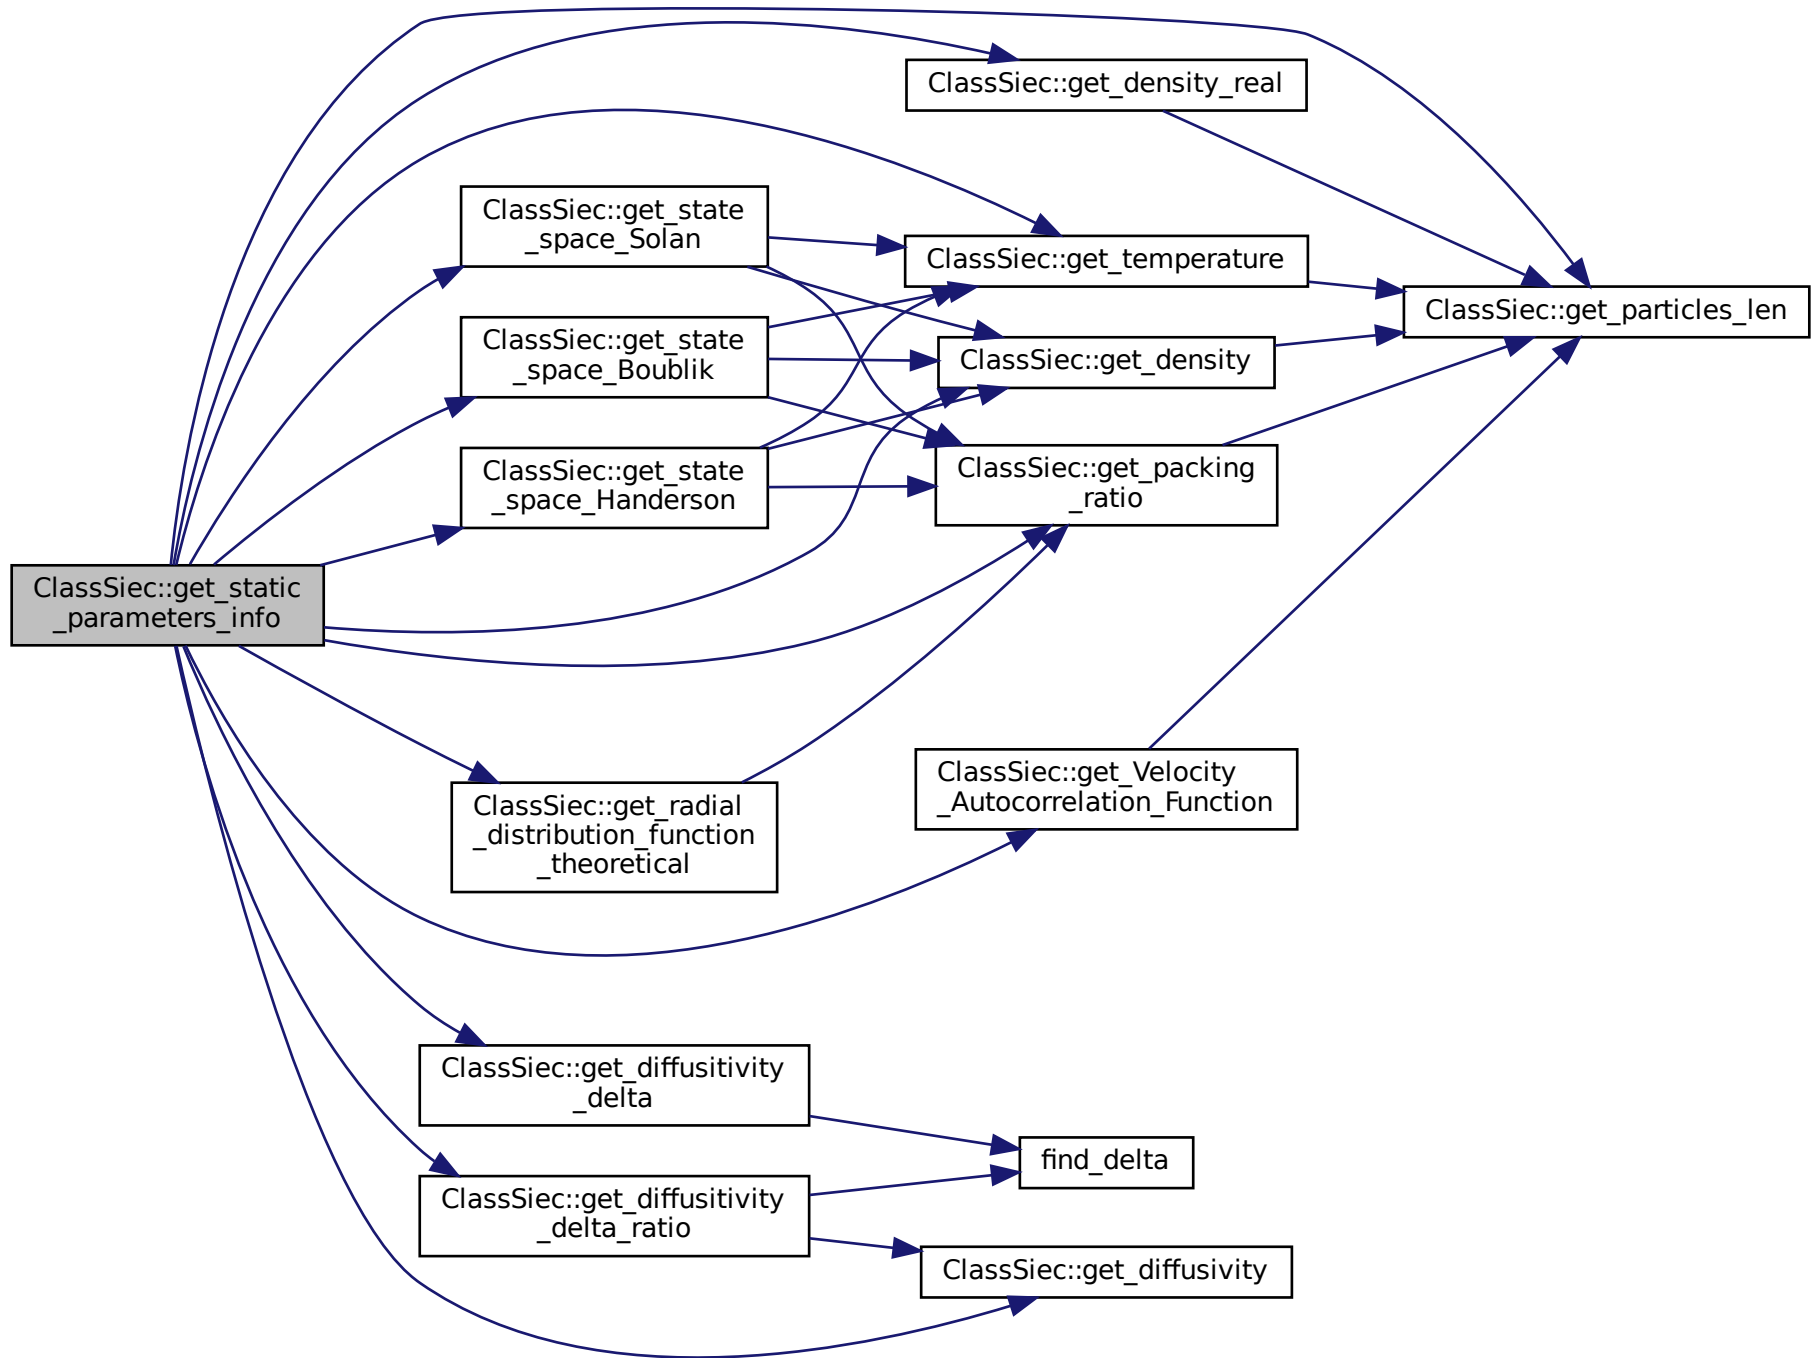 ClassSiec::get_density_real
ClassSiec::get_state
_space_Solan
ClassSiec::get_temperature
ClassSiec::get_particles_len
ClassSiec::get_state
_space_Boublik
ClassSiec::get_density
ClassSiec::get_state
_space_Handerson
ClassSiec::get_packing
_ratio
ClassSiec::get_static
_parameters_info
ClassSiec::get_Velocity
_Autocorrelation_Function
ClassSiec::get_radial
_distribution_function
_theoretical
ClassSiec::get_diffusitivity
_delta
find_delta
ClassSiec::get_diffusitivity
_delta_ratio
ClassSiec::get_diffusivity